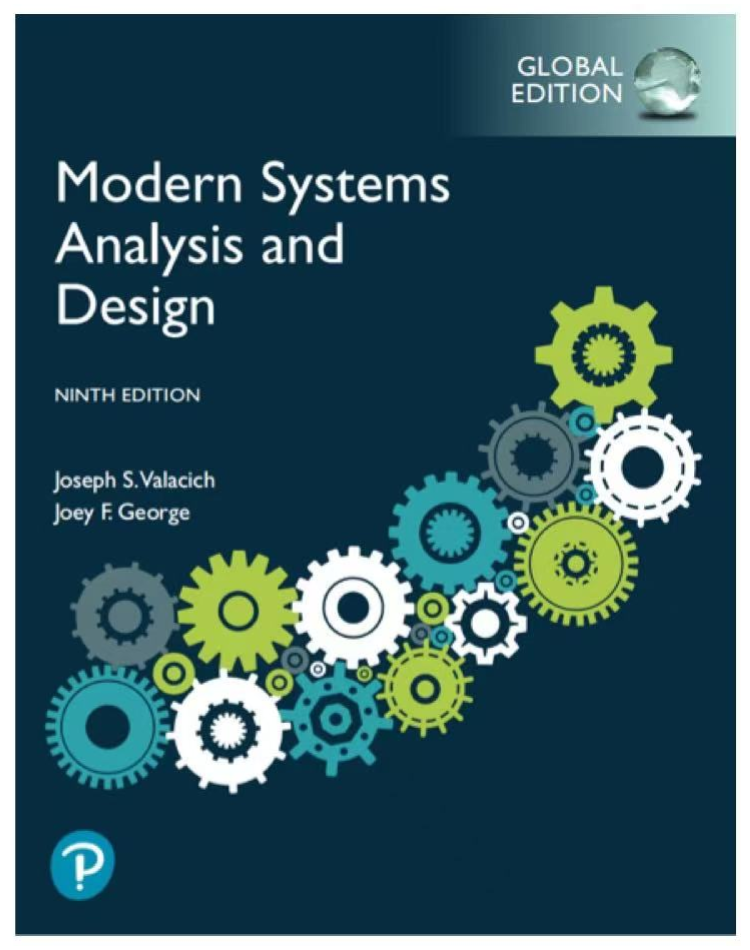 GLOBAL
EDITION
Modern Systems
Analysis and
Design
NINTH EDITION
Joseph S. Valacich
Joey F. George
P